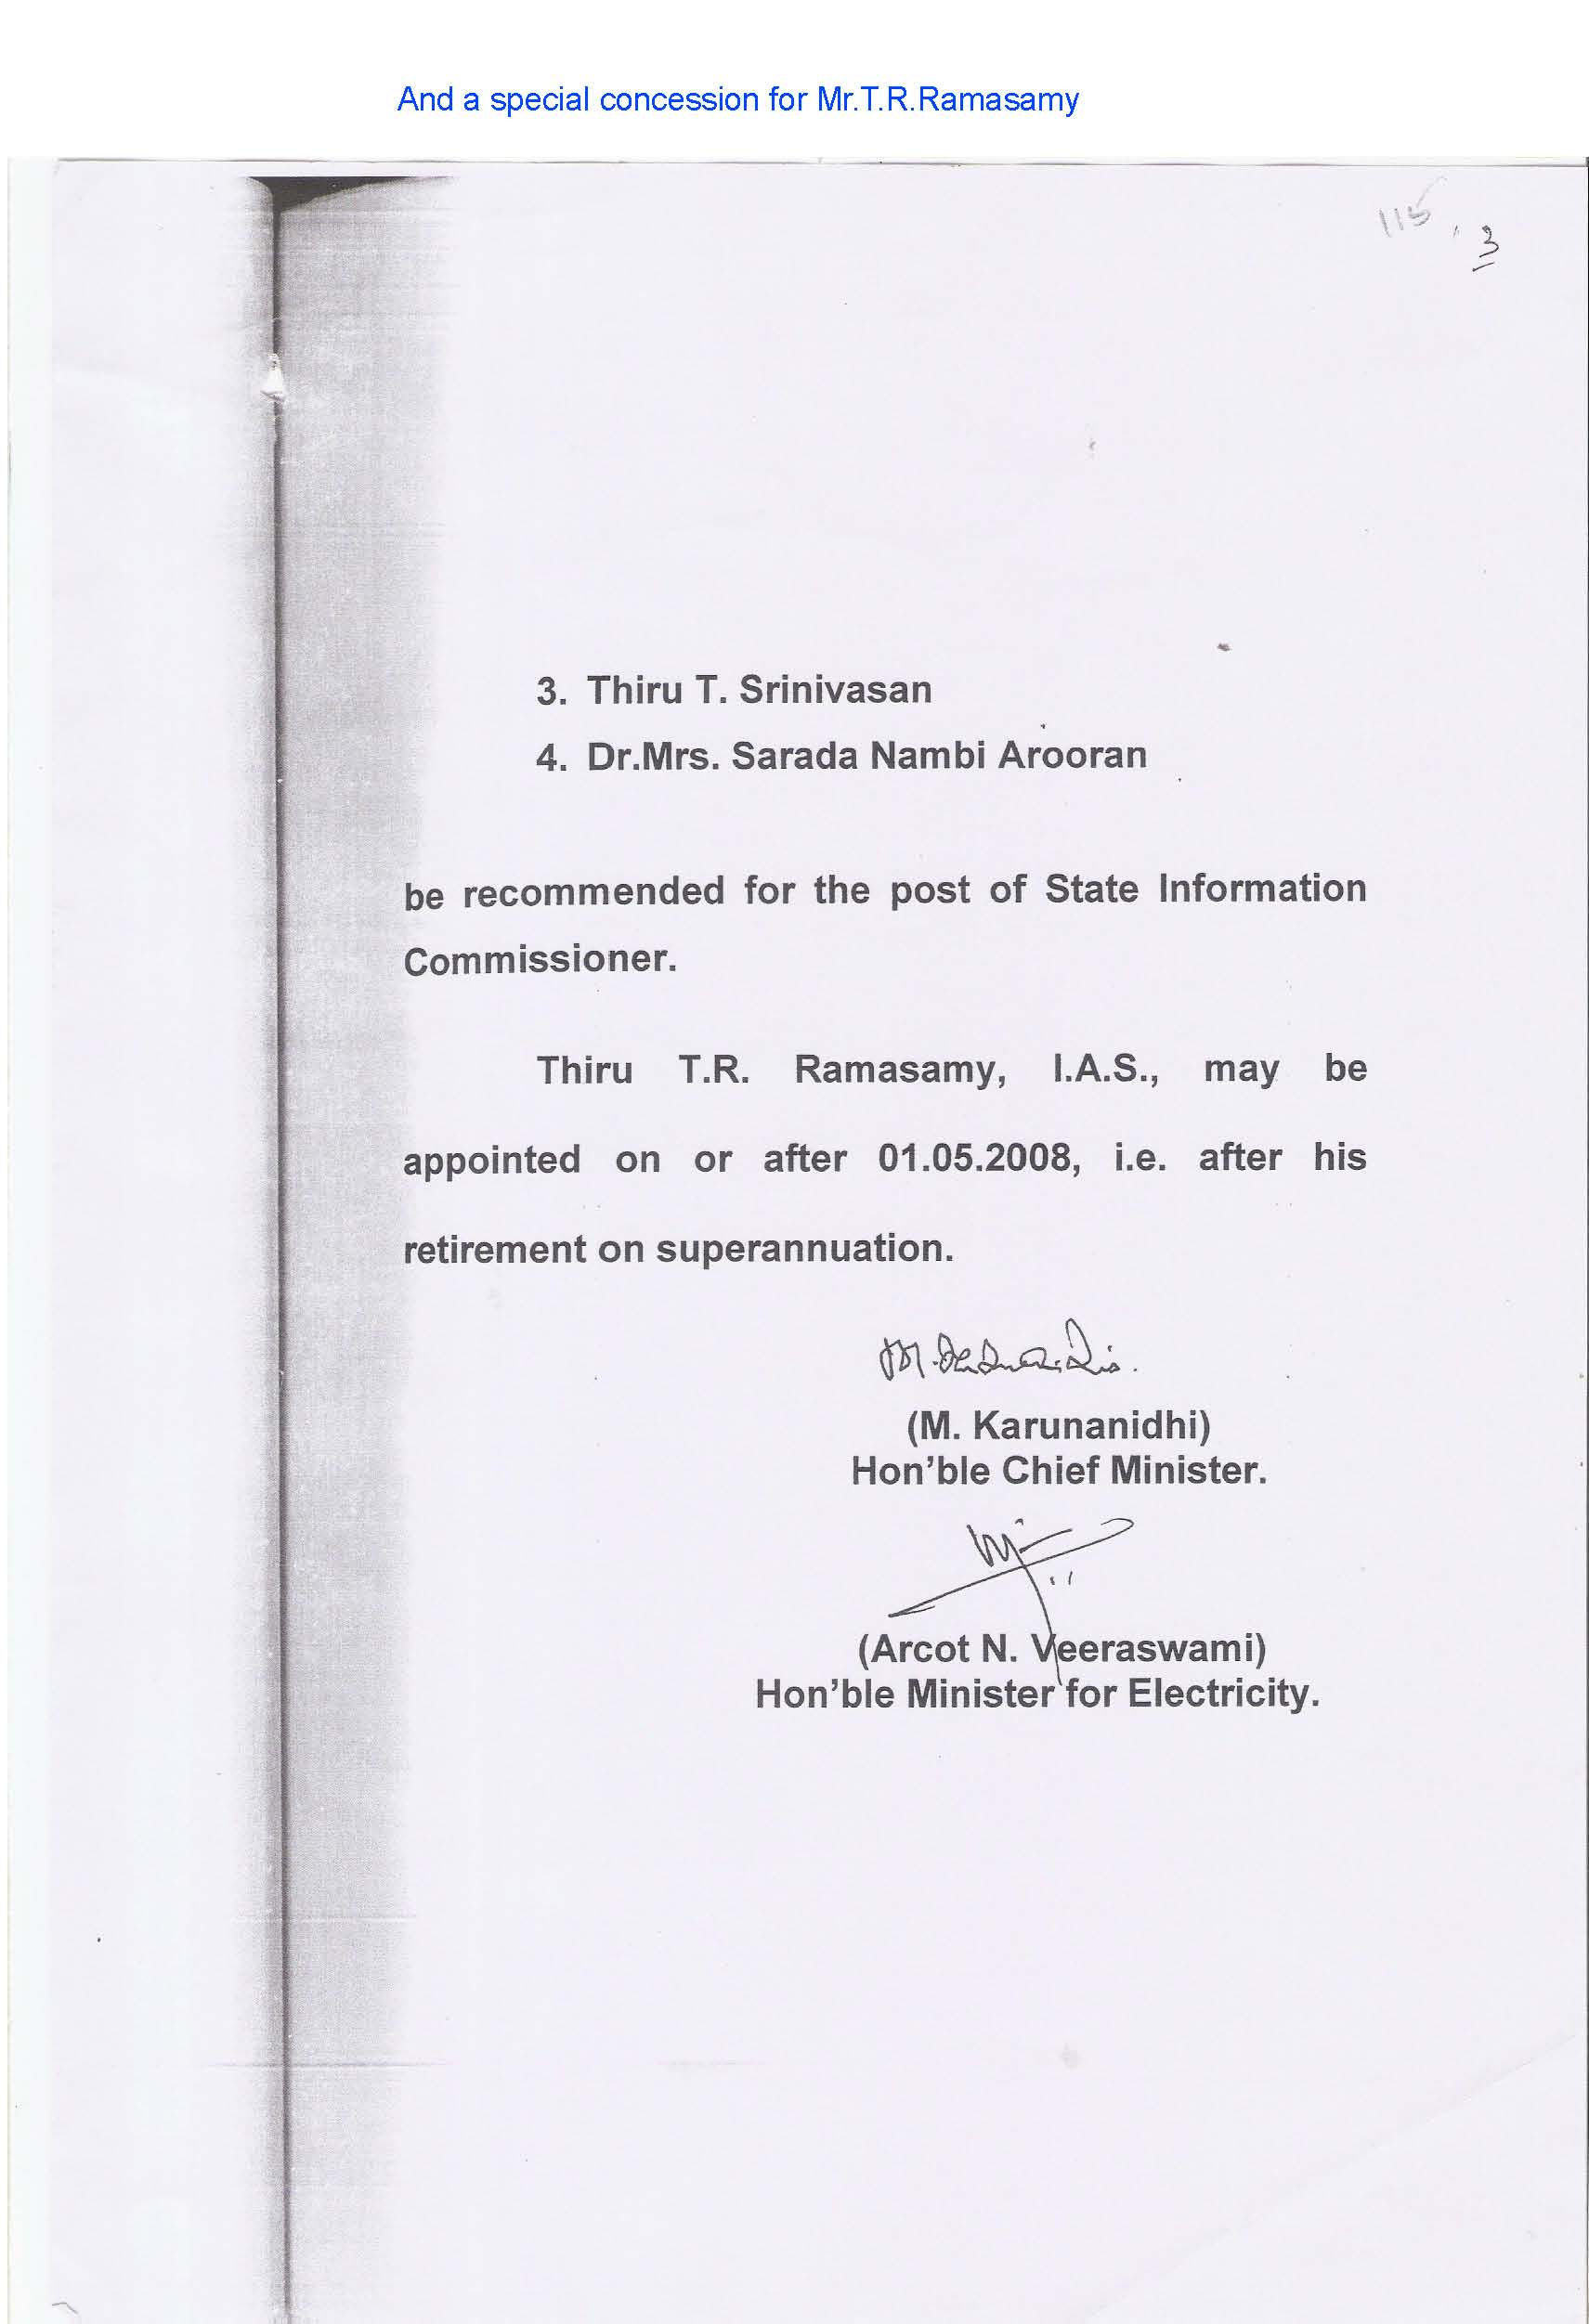 And a special concession for Mr.T.R.Ramasamy
115
3
3. Thiru T. Srinivasan
4. Dr.Mrs. Sarada Nambi Arooran
be recommended for the post of State Information
Commissioner.
Thiru T.R. Ramasamy, I.A.S., may be
appointed on or after 01.05.2008, i.e. after his
retirement on superannuation.
(M. Karunanidhi)
Hon'ble Chief Minister.
(Arcot N. Veeraswami)
Hon'ble Minister for Electricity.